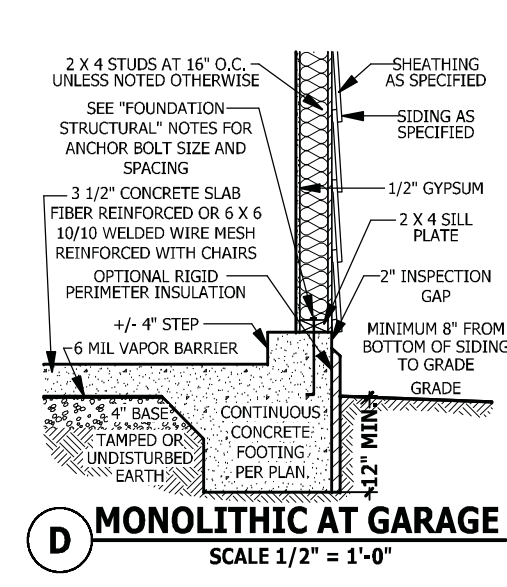 2 X 4 STUDS AT 16" O.C.
UNLESS NOTED OTHERWISE
SEE "FOUNDATION
STRUCTURAL" NOTES FOR
ANCHOR BOLT SIZE AND
SPACING
3 1/2" CONCRETE SLAB
FIBER REINFORCED OR 6 X 6
10/10 WELDED WIRE MESH
REINFORCED WITH CHAIRS
OPTIONAL RIGID
PERIMETER INSULATION
+/- 4" STEP
6 MIL VAPOR BARRIER
4" BASE
TAMPED OR
UNDISTURBED
EARTH
CONTINUOUS
CONCRETE
FOOTING
PER PLAN
SHEATHING
AS SPECIFIED
SIDING AS
SPECIFIED
1/2" GYPSUM
2 X 4 SILL
PLATE
2" INSPECTION
GAP
MINIMUM 8" FROM
BOTTOM OF SIDING
TO GRADE
GRADE
12" MIN.
D
MONOLITHIC AT GARAGE
SCALE 1/2" = 1'-0"